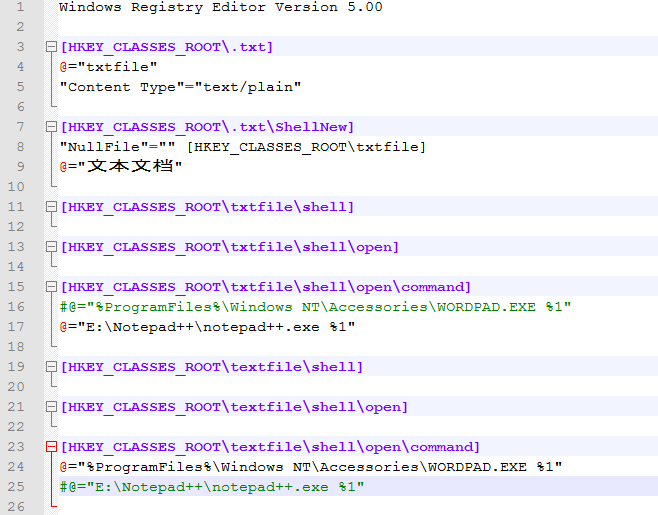 1 Windows Registry Editor Version 5.00
2
3 [HKEY_CLASSES_ROOT\.txt]
4 @="txtfile"
5 "Content Type"="text/plain"
6
7 [HKEY_CLASSES_ROOT\.txt\ShellNew]
8 "NullFile"="" [HKEY_CLASSES_ROOT\txtfile]
9 @="文本文档"
10
11 [HKEY_CLASSES_ROOT\txtfile\shell]
12
13 [HKEY_CLASSES_ROOT\txtfile\shell\open]
14
15 [HKEY_CLASSES_ROOT\txtfile\shell\open\command]
16 #@="%ProgramFiles%\Windows NT\Accessories\WORDPAD.EXE %1"
17 @="E:\Notepad++\notepad++.exe %1"
18
19 [HKEY_CLASSES_ROOT\textfile\shell]
20
21 [HKEY_CLASSES_ROOT\textfile\shell\open]
22
23 [HKEY_CLASSES_ROOT\textfile\shell\open\command]
24 @="%ProgramFiles%\Windows NT\Accessories\WORDPAD.EXE %1"
25 #@="E:\Notepad++\notepad++.exe %1"
26